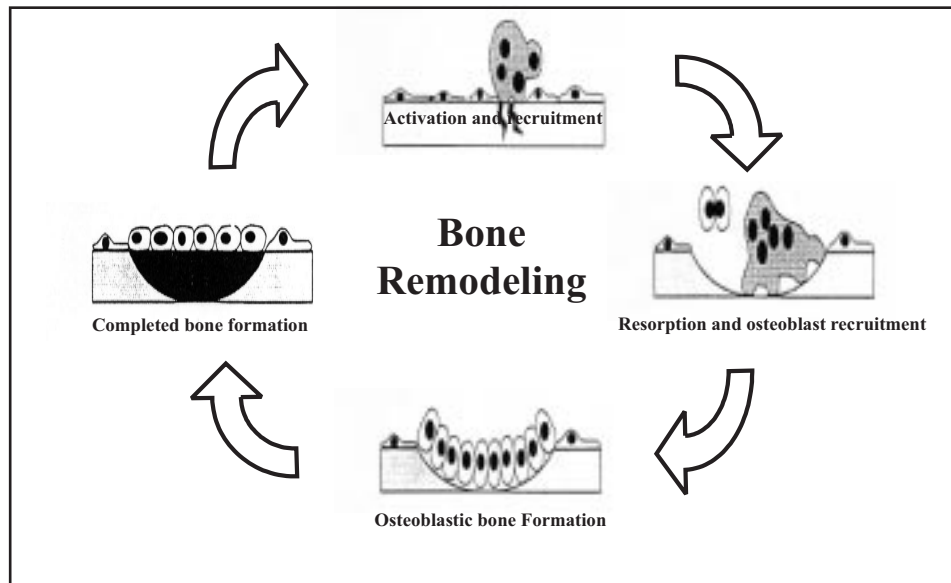 Activation and recruitment
Bone
Remodeling
Resorption and osteoblast recruitment
Osteoblastic bone Formation
Completed bone formation